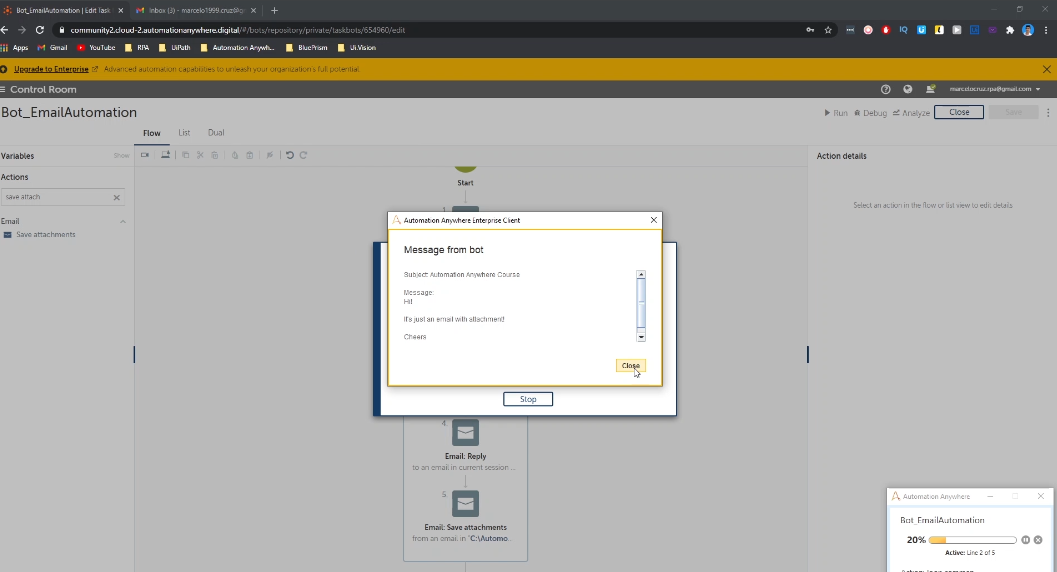 Bot_EmailAutomation | Edit Task
Inbox (3) - marcelo1999.cruz@g
community2.cloud-2.automationanywhere.digital/#/bots/repository/private/taskbots/654960/edit
Apps Gmail YouTube RPA UiPath Automation Anywh... BluePrism Ui.Vision
Upgrade to Enterprise Advanced automation capabilities to unleash your organization's full potential.
Control Room
marcelocruz.rpa@gmail.com
Bot_EmailAutomation
Run Debug Analyze Close Save
Flow List Dual
Variables Show
Action details
Actions
save attach
Email
Save attachments
Start
Select an action in the flow or list view to edit details
1.
Automation Anywhere Enterprise Client
Message from bot
Subject: Automation Anywhere Course
Message:
Hi!
It's just an email with attachment!
Cheers
Close
Stop
4.
Email: Reply
to an email in current session ...
5.
Email: Save attachments
from an email in "C:\Automo...
Automation Anywhere
Bot_EmailAutomation
20%
Active: Line 2 of 5